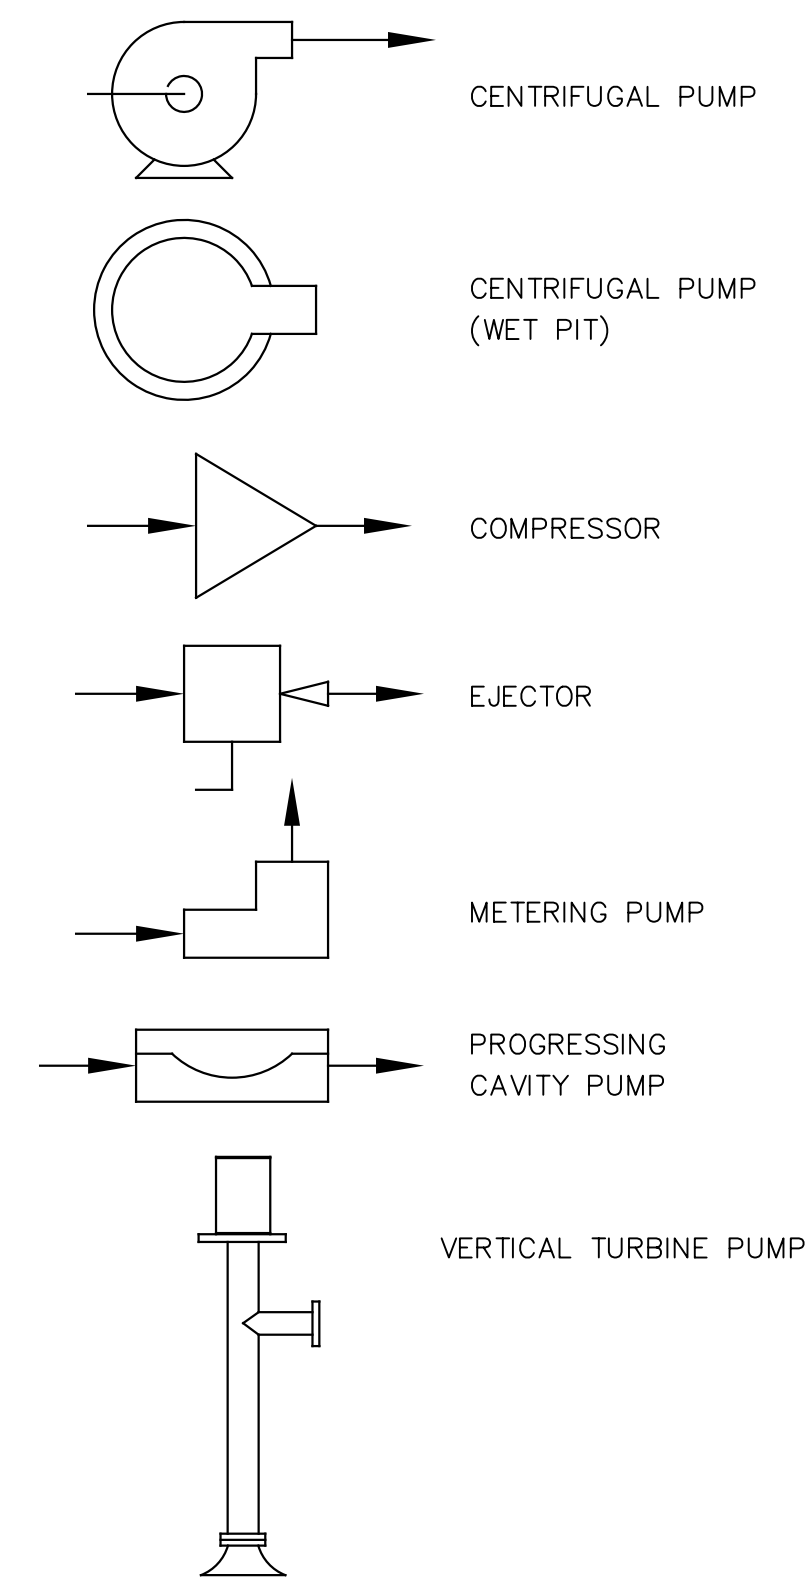 CENTRIFUGAL PUMP
CENTRIFUGAL PUMP
(WET PIT)
COMPRESSOR
EJECTOR
METERING PUMP
PROGRESSING
CAVITY PUMP
VERTICAL TURBINE PUMP